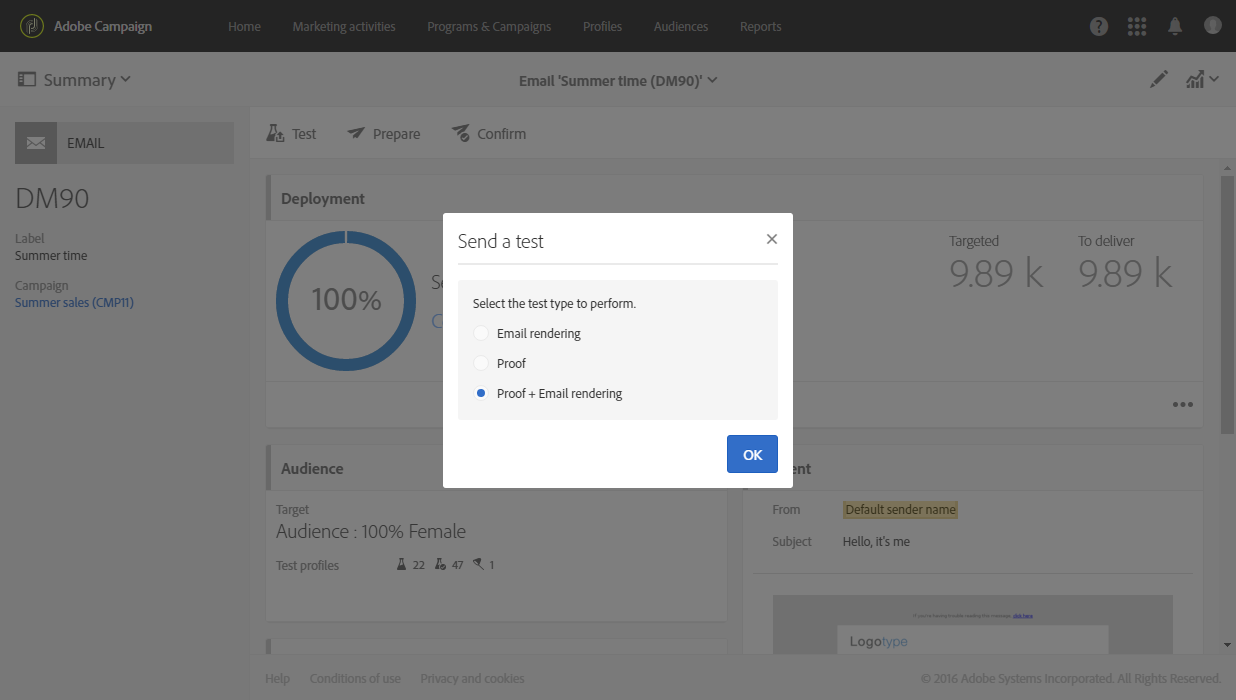 Adobe Campaign Home Marketing activities Programs & Campaigns Profiles Audiences Reports
Summary Email 'Summer time (DM90)'
EMAIL
DM90
Label
Summer time
Campaign
Summer sales (CMP11)
Test Prepare Confirm
Deployment
100%
Targeted To deliver
9.89 k 9.89 k
Send a test
Select the test type to perform.
Email rendering
Proof
Proof + Email rendering
OK
Audience
Target
Audience : 100% Female
Test profiles 22 47 1
From Default sender name
Subject Hello, it's me
click here
Logotype
Help Conditions of use Privacy and cookies © 2016 Adobe Systems Incorporated. All Rights Reserved.